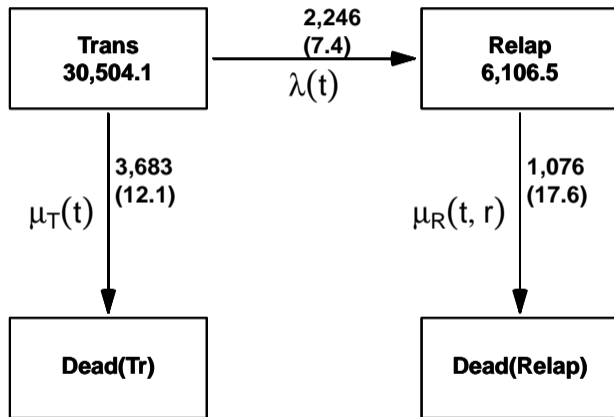 Trans
30,504.1
2,246
(7.4)
λ(t)
Relap
6,106.5
3,683
(12.1)
μT(t)
1,076
(17.6)
μR(t, r)
Dead(Tr)
Dead(Relap)